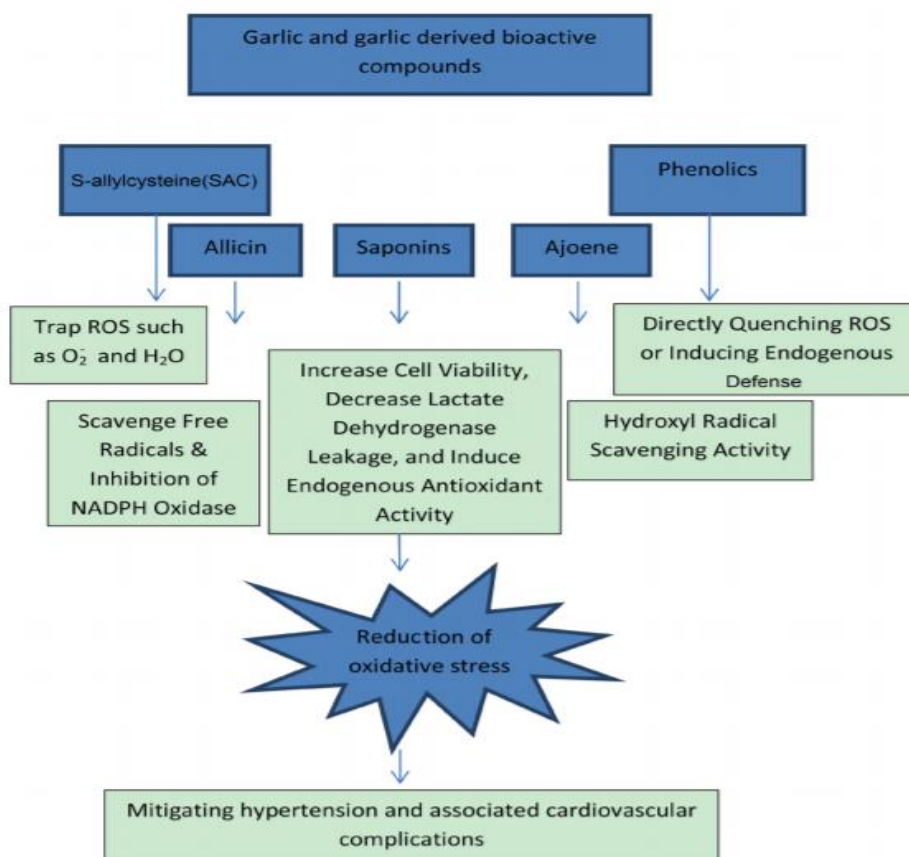 Garlic and garlic derived bioactive
compounds
S-allylcysteine(SAC)
Phenolics
Allicin
Saponins
Ajoene
Trap ROS such
as O₂⁻ and H₂O
Directly Quenching ROS
or Inducing Endogenous
Defense
Scavenge Free
Radicals &
Inhibition of
NADPH Oxidase
Increase Cell Viability,
Decrease Lactate
Dehydrogenase
Leakage, and Induce
Endogenous Antioxidant
Activity
Hydroxyl Radical
Scavenging Activity
Reduction of
oxidative stress
Mitigating hypertension and associated cardiovascular
complications